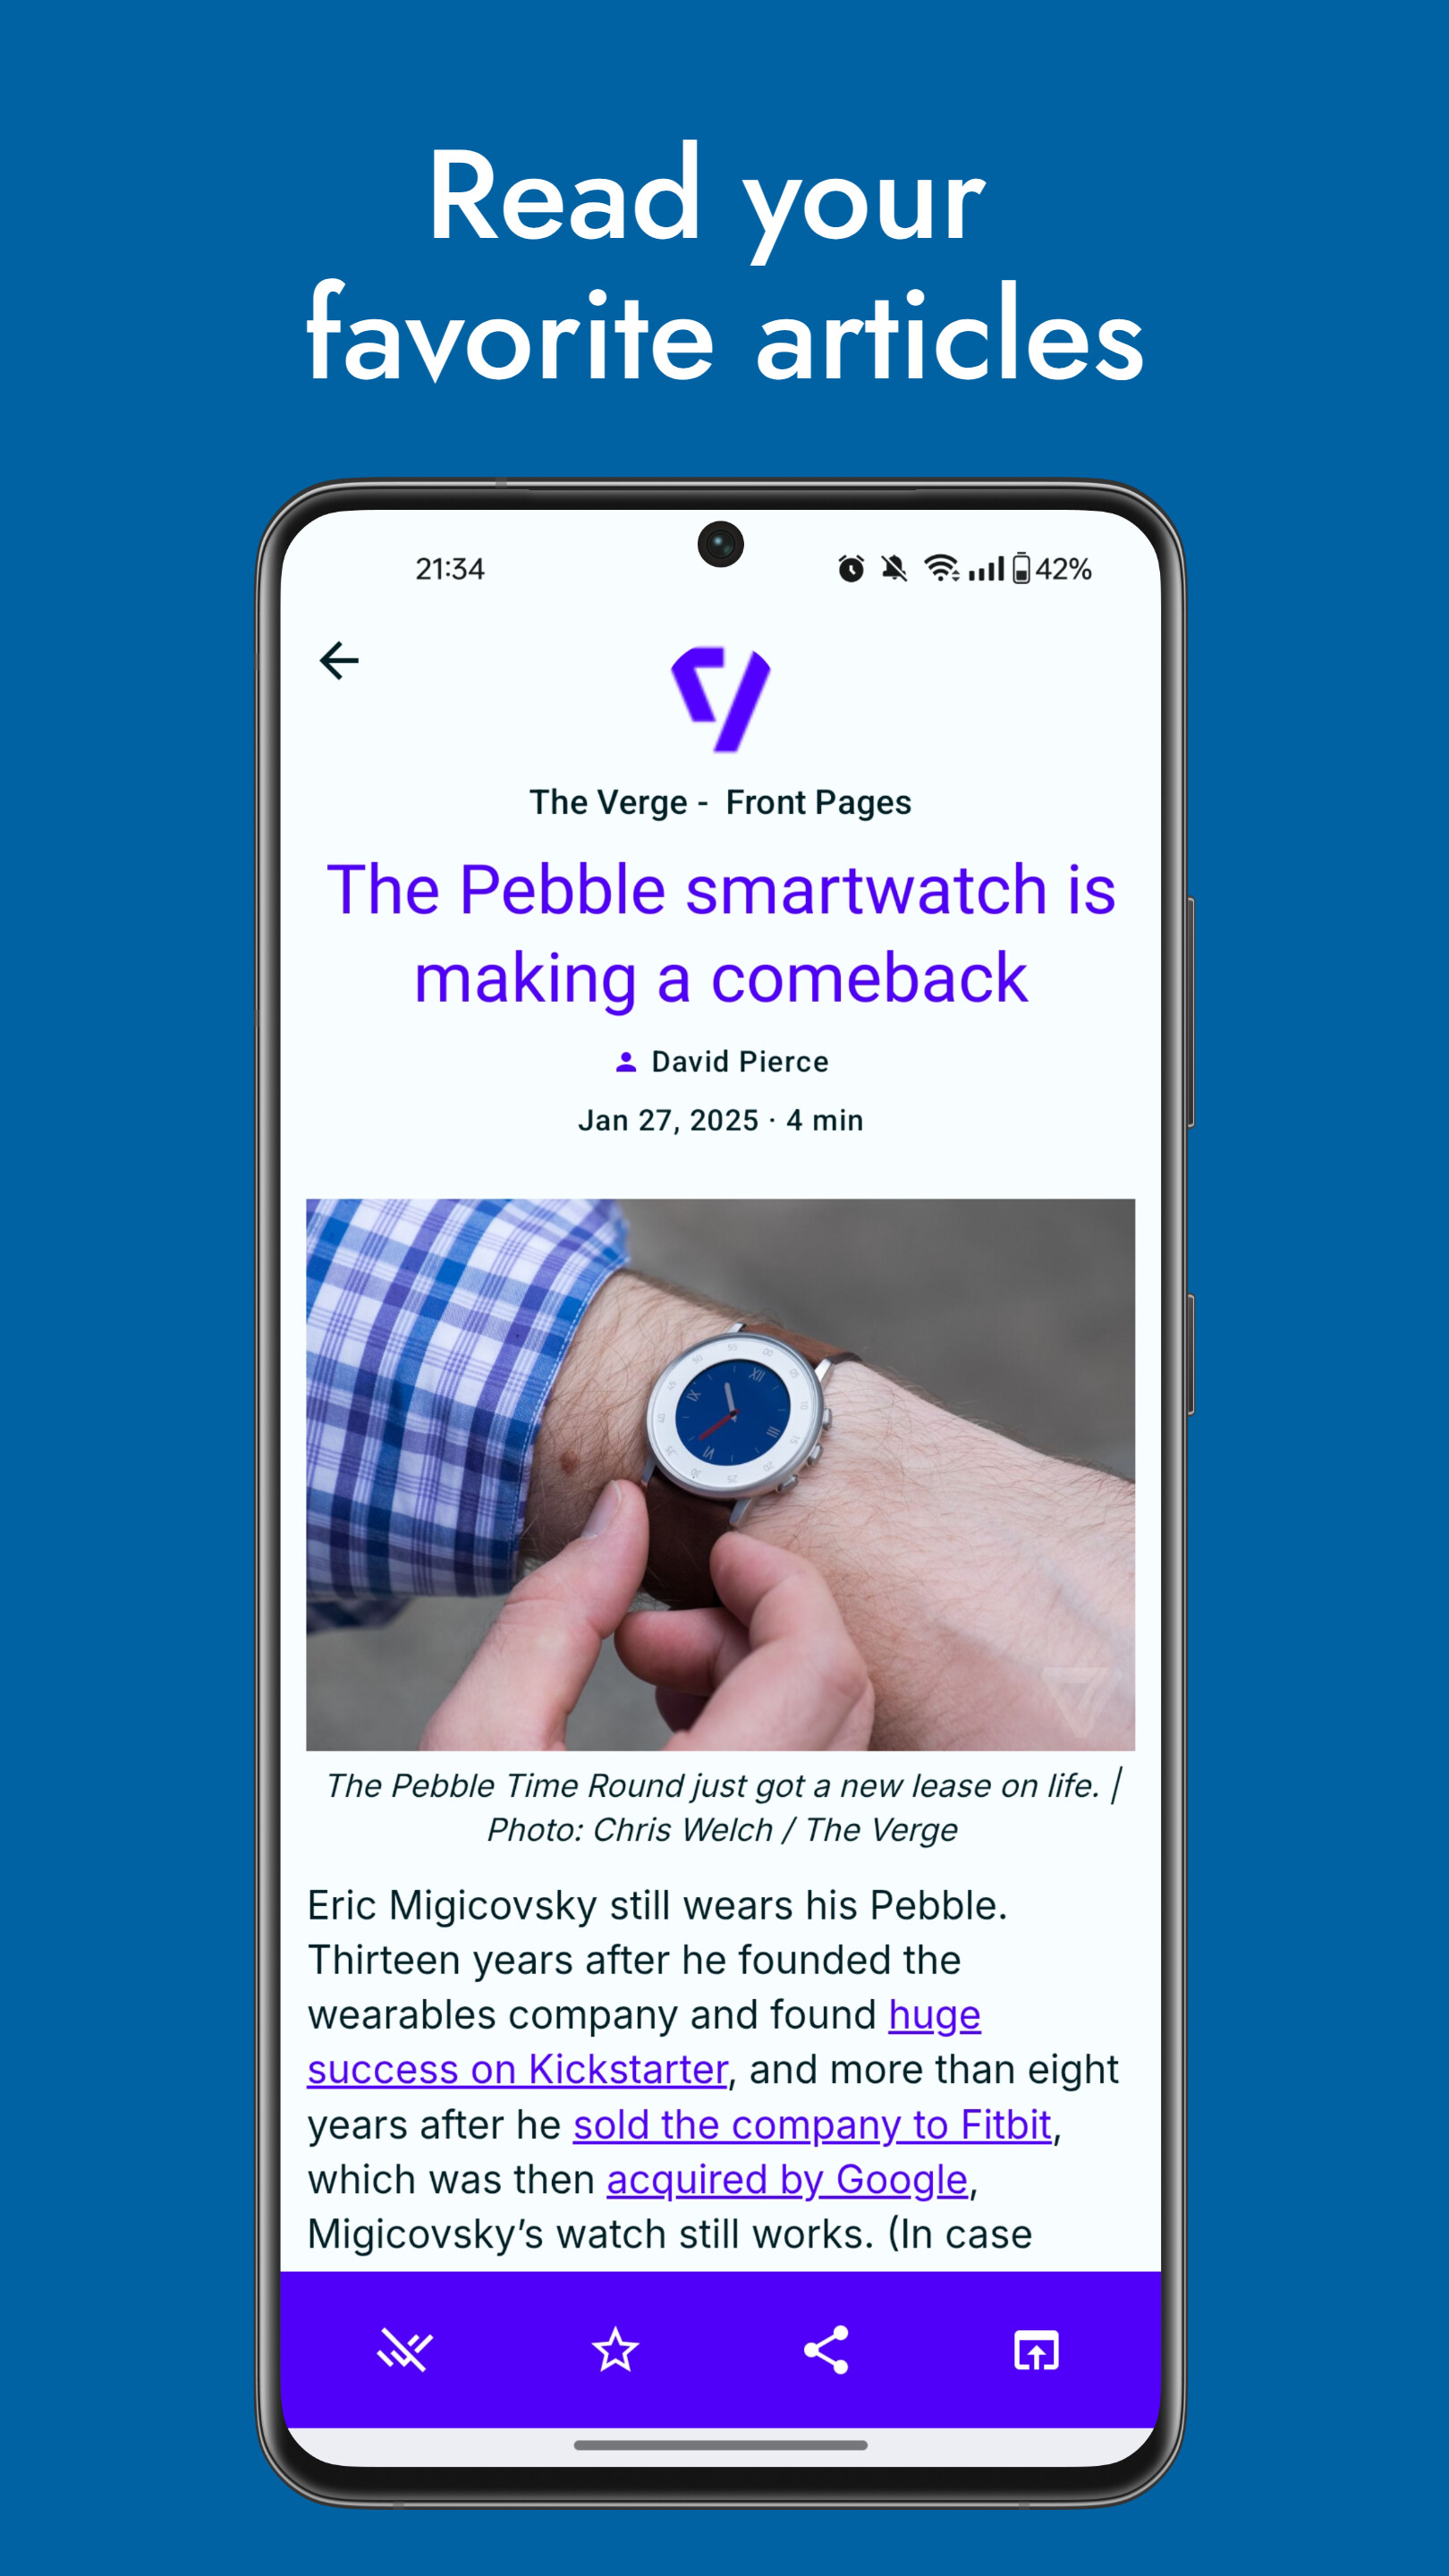 Read your
favorite articles
21:34
42%
The Verge -  Front Pages
The Pebble smartwatch is
making a comeback
David Pierce
Jan 27, 2025 · 4 min
The Pebble Time Round just got a new lease on life. |
Photo: Chris Welch / The Verge
Eric Migicovsky still wears his Pebble.
Thirteen years after he founded the
wearables company and found huge
success on Kickstarter, and more than eight
years after he sold the company to Fitbit,
which was then acquired by Google,
Migicovsky’s watch still works. (In case